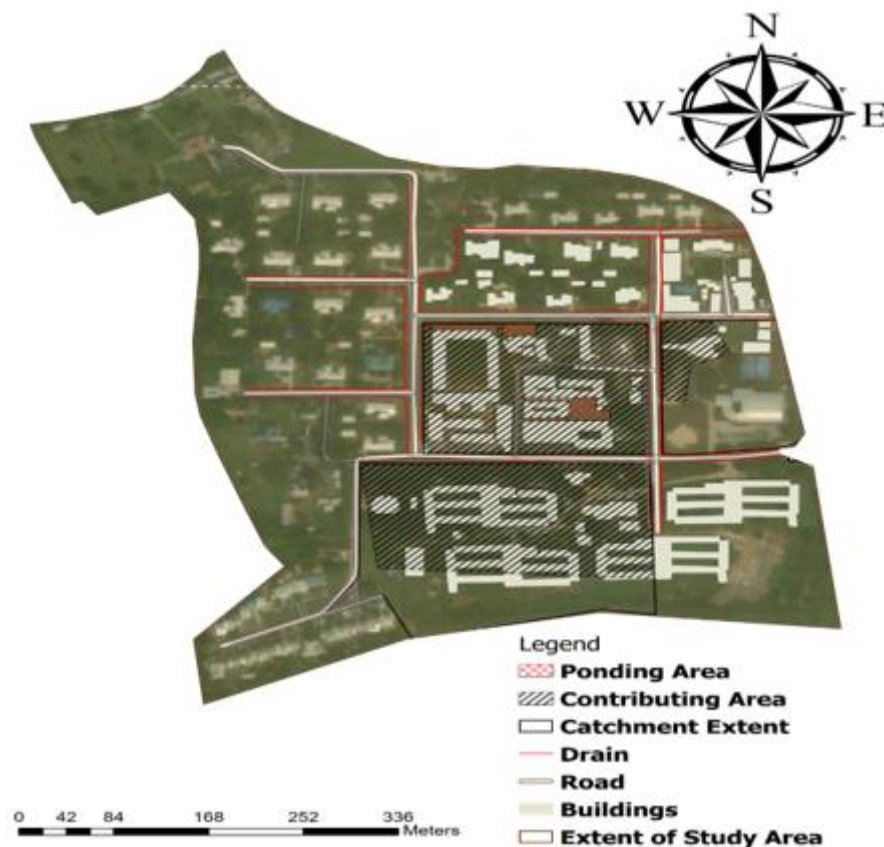 N
W E
S
Legend
Ponding Area
Contributing Area
Catchment Extent
Drain
Road
Buildings
Extent of Study Area
0 42 84 168 252 336
Meters